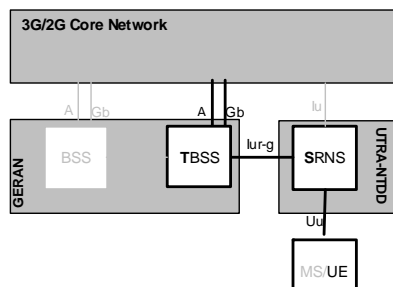 3G/2G Core Network
A
Gb
A
Gb
Iu
GERAN
BSS
TBSS
Iur-g
SRNS
UTRA-NTDD
Uu
MS/UE